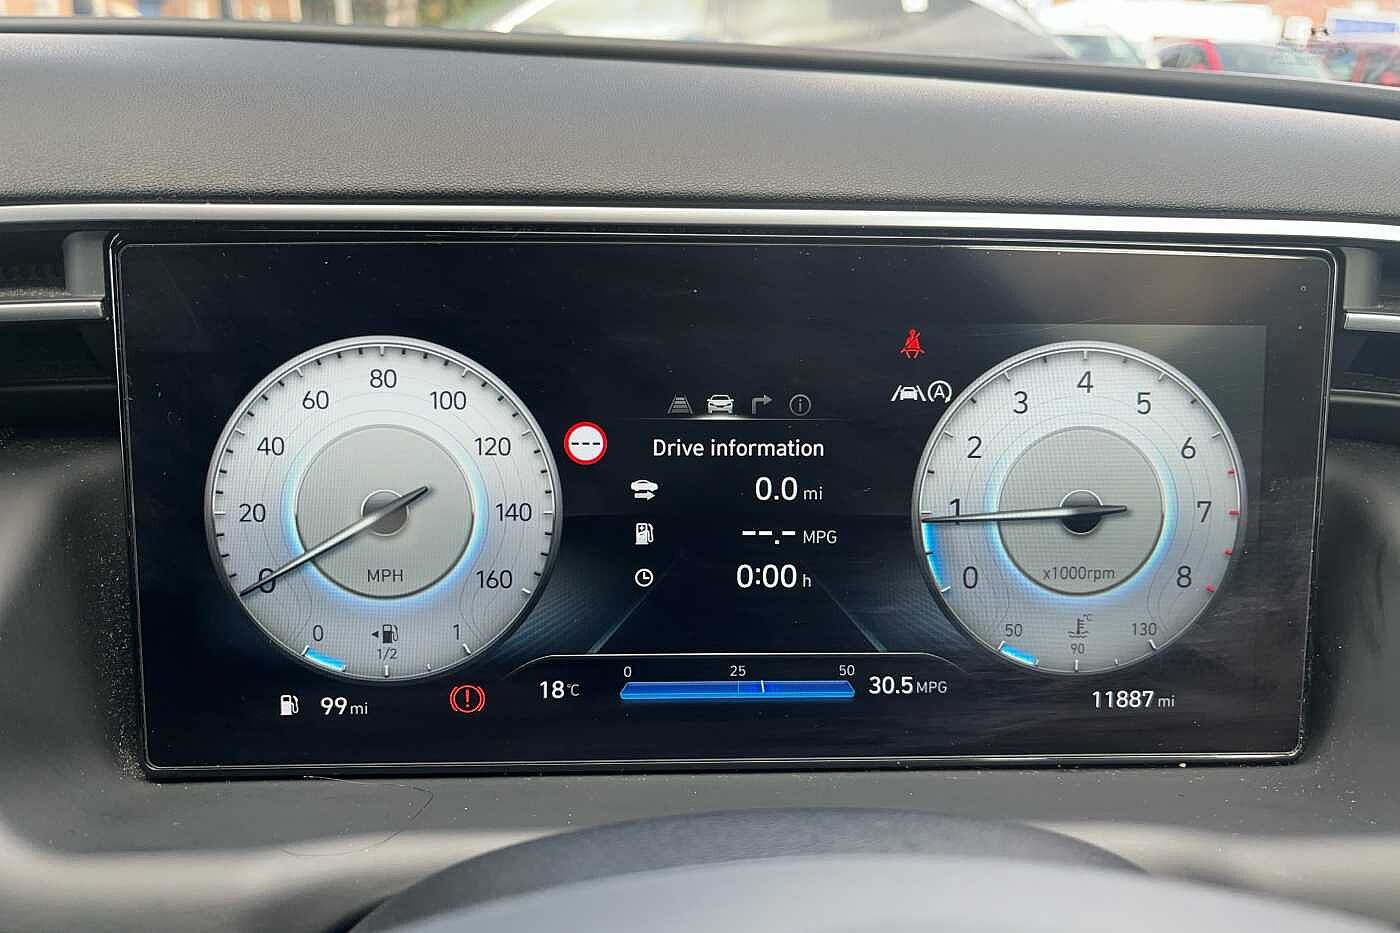 80
60 100
40 120
20 140
0 160
MPH
0 1
1/2
99 mi
---
Drive information
0.0 mi
--.- MPG
0:00 h
0 25 50
18°C
30.5 MPG
A
4
3 5
2 6
1 7
0 8
x1000rpm
°C
50 130
90
11887 mi